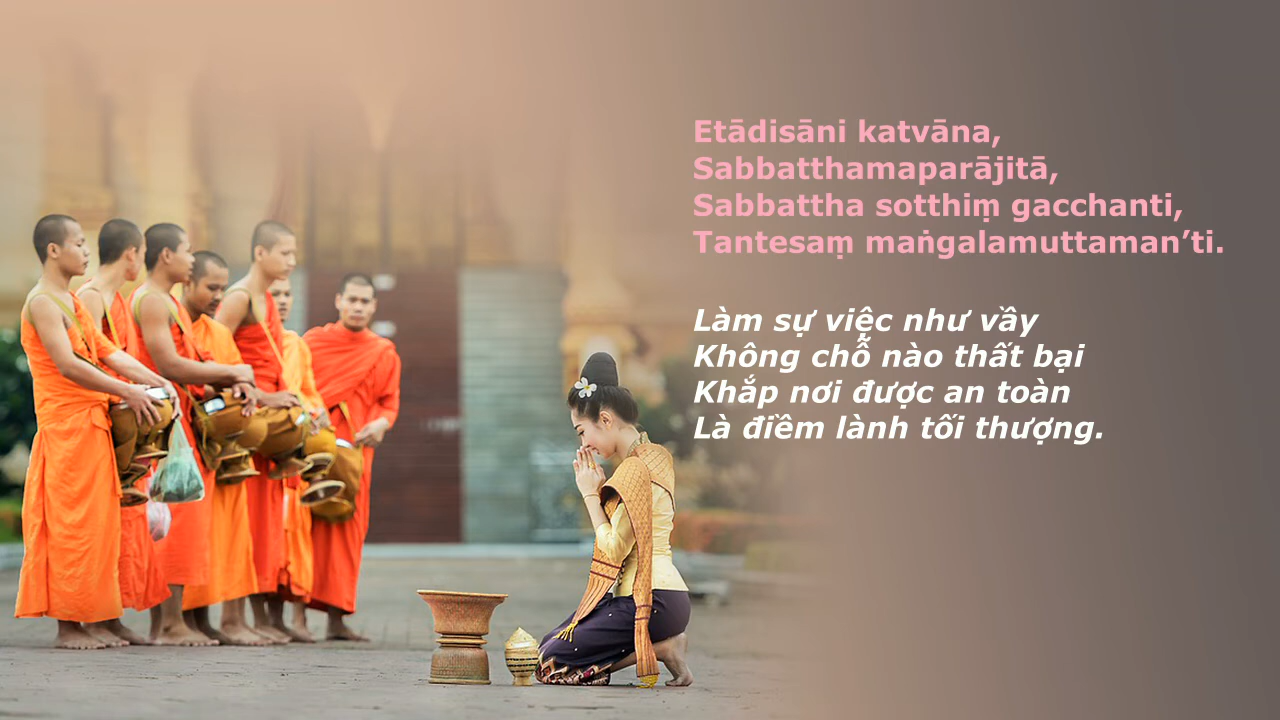 Etādisāni katvāna,
Sabbatthamaparājitā,
Sabbattha sotthiṃ gacchanti,
Tantesaṃ maṅgalamuttaman’ti.
Làm sự việc như vầy
Không chỗ nào thất bại
Khắp nơi được an toàn
Là điềm lành tối thượng.